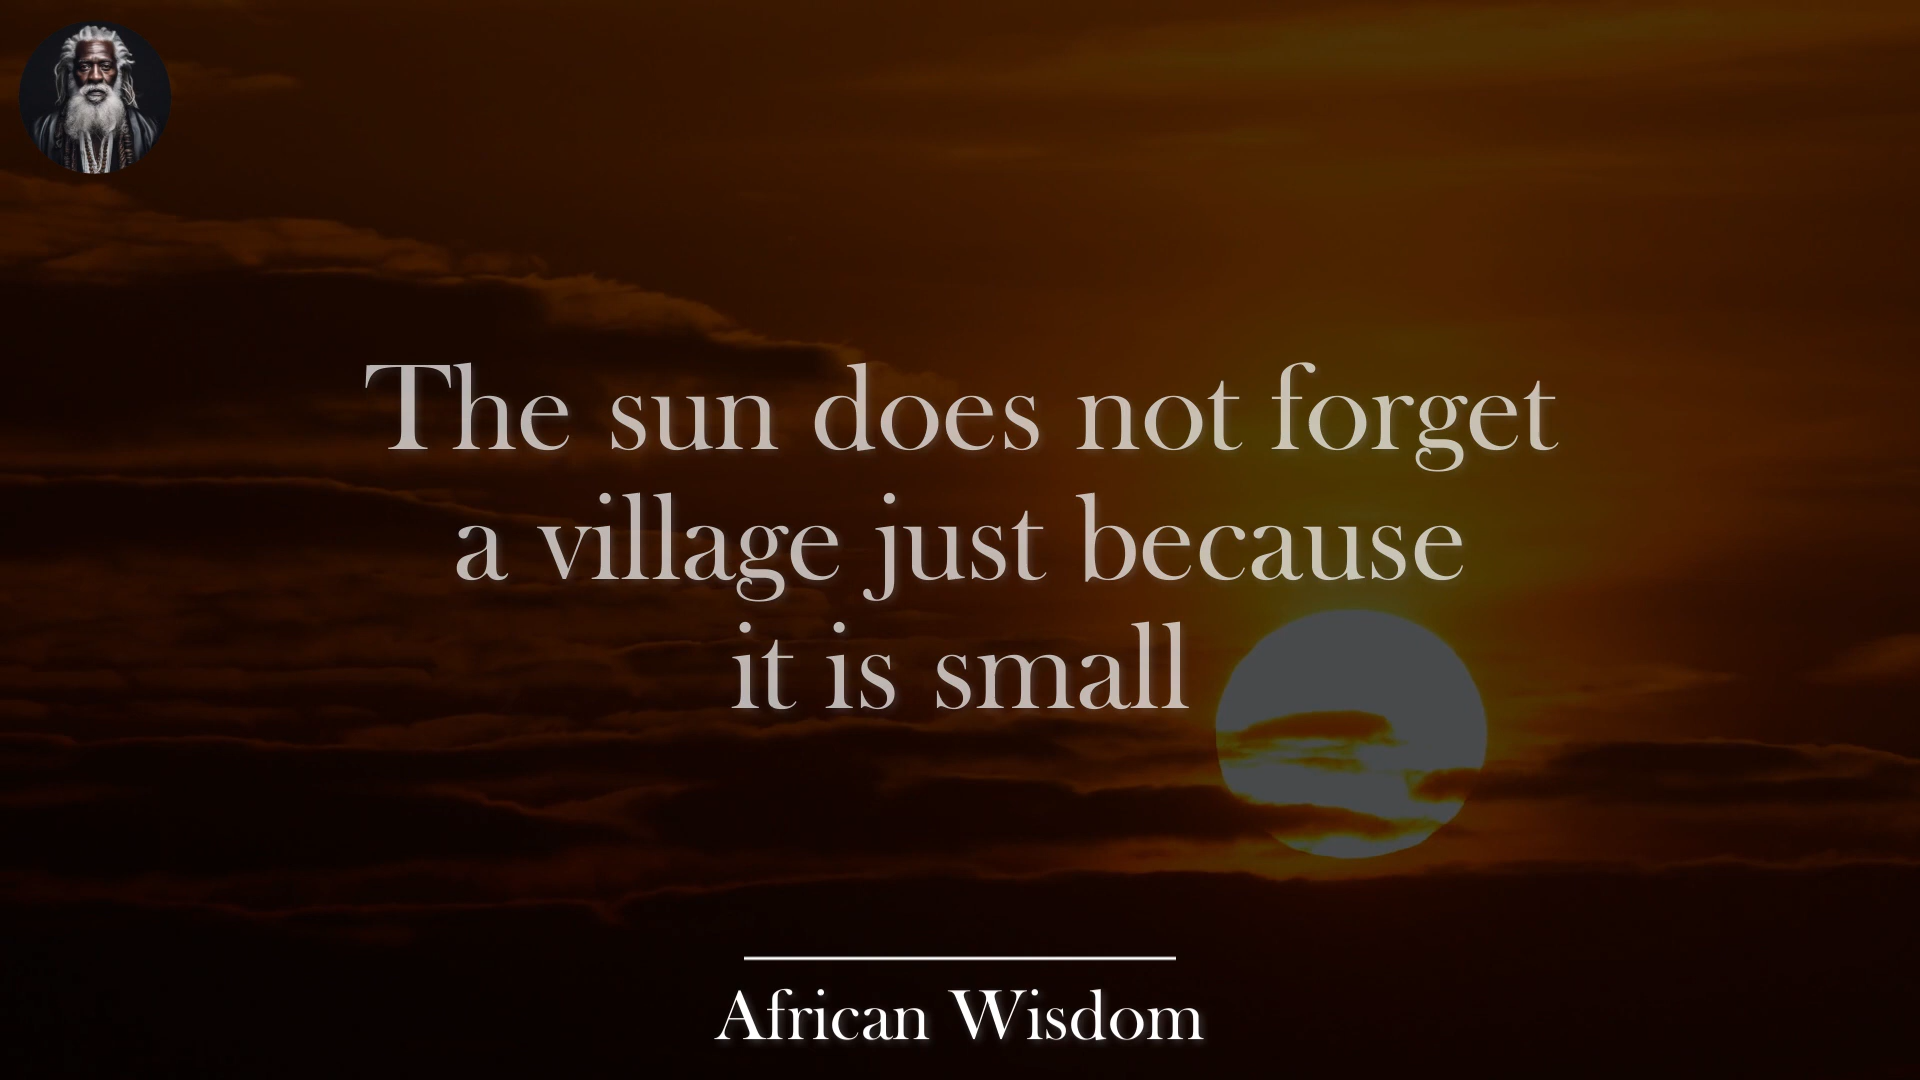 The sun does not forget
a village just because
it is small
African Wisdom